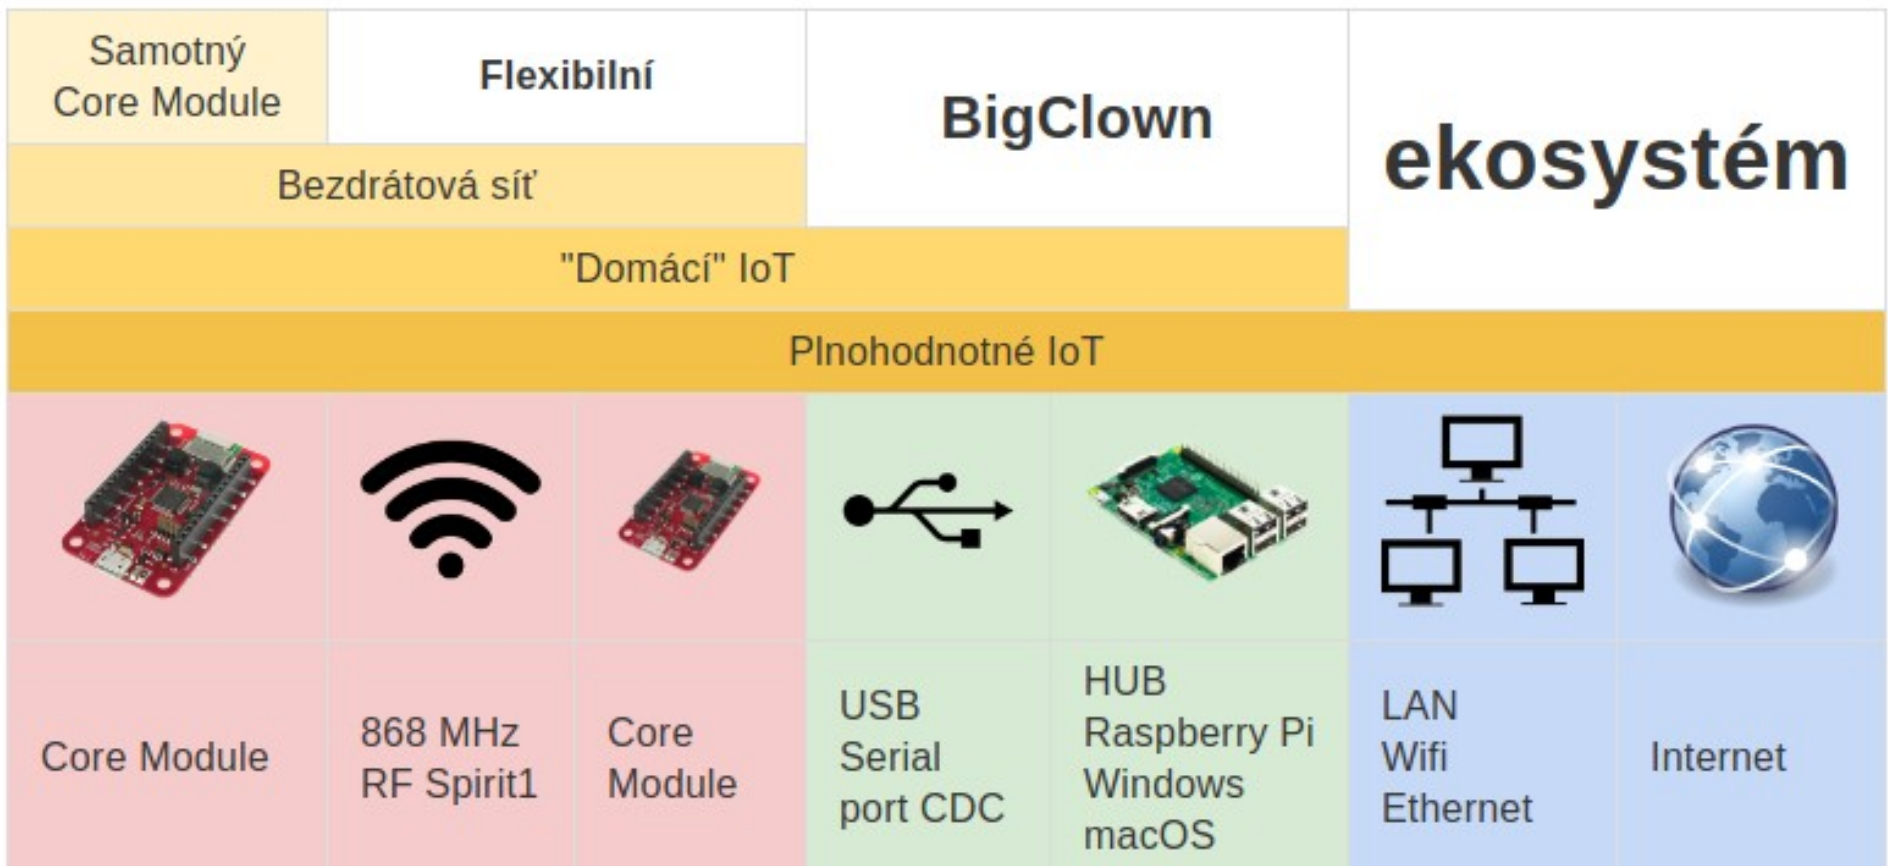 Samotný
Core Module
Flexibilní
BigClown
ekosystém
Bezdrátová síť
"Domácí" IoT
Plnohodnotné IoT
Core Module
868 MHz
RF Spirit1
Core
Module
USB
Serial
port CDC
HUB
Raspberry Pi
Windows
macOS
LAN
Wifi
Ethernet
Internet